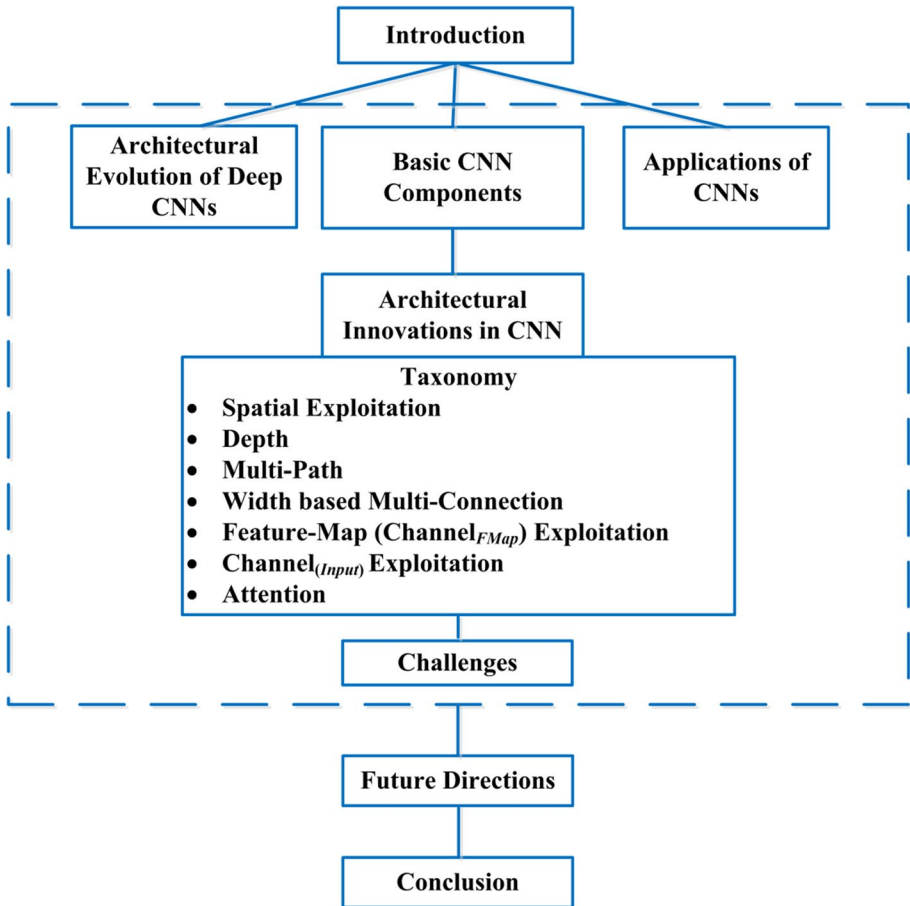 Introduction
Architectural
Evolution of Deep
CNNs
Basic CNN
Components
Applications of
CNNs
Architectural
Innovations in CNN
Taxonomy
• Spatial Exploitation
• Depth
• Multi-Path
• Width based Multi-Connection
• Feature-Map (ChannelFMap) Exploitation
• Channel(Input) Exploitation
• Attention
Challenges
Future Directions
Conclusion